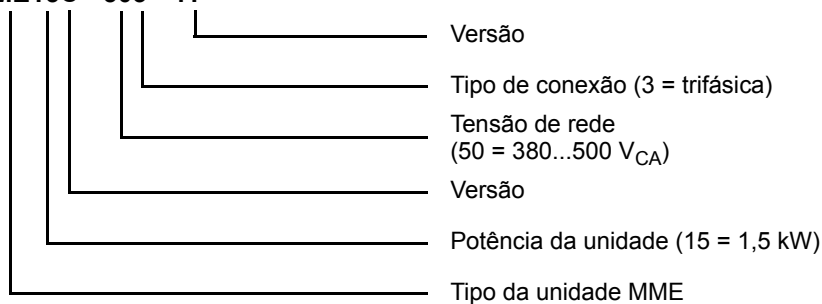 Versão
Tipo de conexão (3 = trifásica)
Tensão de rede
(50 = 380...500 V_CA)
Versão
Potência da unidade (15 = 1,5 kW)
Tipo da unidade MME